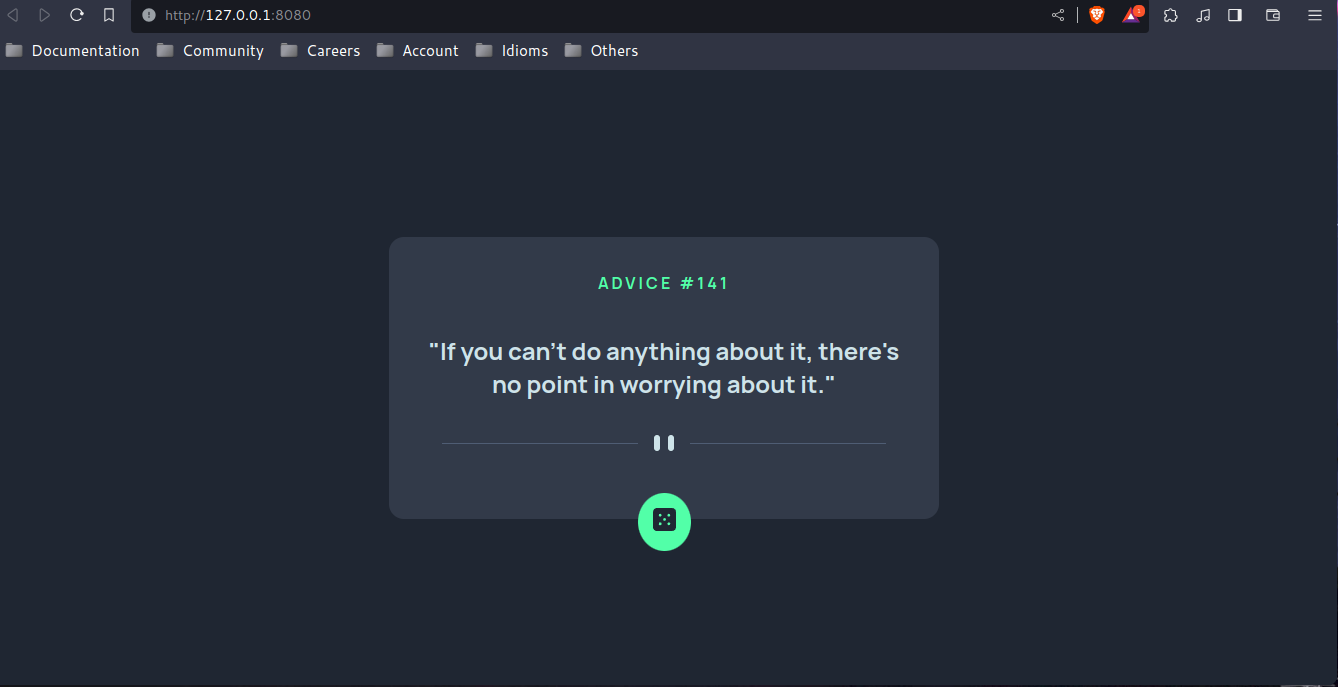 http://127.0.0.1:8080
1
Documentation Community Careers Account Idioms Others
ADVICE #141
"If you can't do anything about it, there's
no point in worrying about it."